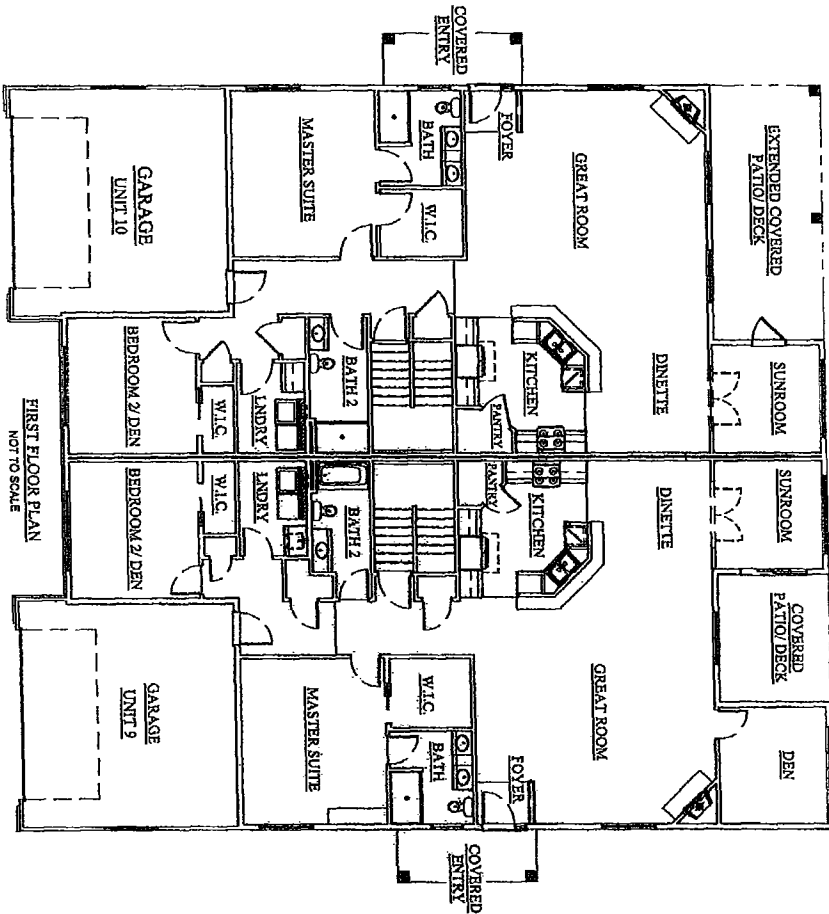 COVERED
ENTRY
GARAGE
UNIT 10
MASTER SUITE
BATH
W.I.C.
FOYER
GREAT ROOM
EXTENDED COVERED
PATIO/ DECK
BEDROOM 2/ DEN
W.I.C.
LNDRY
BATH 2
KITCHEN
PANTRY
DINETTE
SUNROOM
FIRST FLOOR PLAN
NOT TO SCALE
BEDROOM 2/ DEN
W.I.C.
LNDRY
BATH 2
PANTRY
KITCHEN
DINETTE
SUNROOM
COVERED
PATIO/ DECK
GARAGE
UNIT 9
MASTER SUITE
W.I.C.
BATH
FOYER
GREAT ROOM
DEN
COVERED
ENTRY